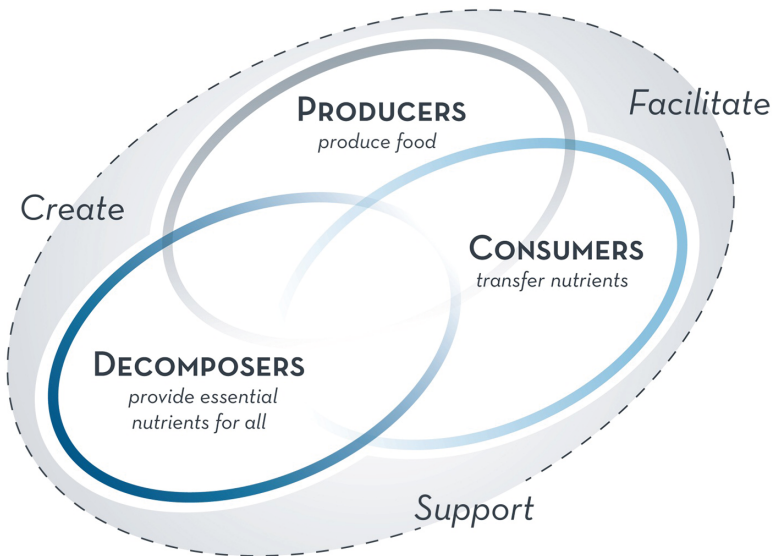 Facilitate
PRODUCERS
produce food
Create
CONSUMERS
transfer nutrients
DECOMPOSERS
provide essential
nutrients for all
Support